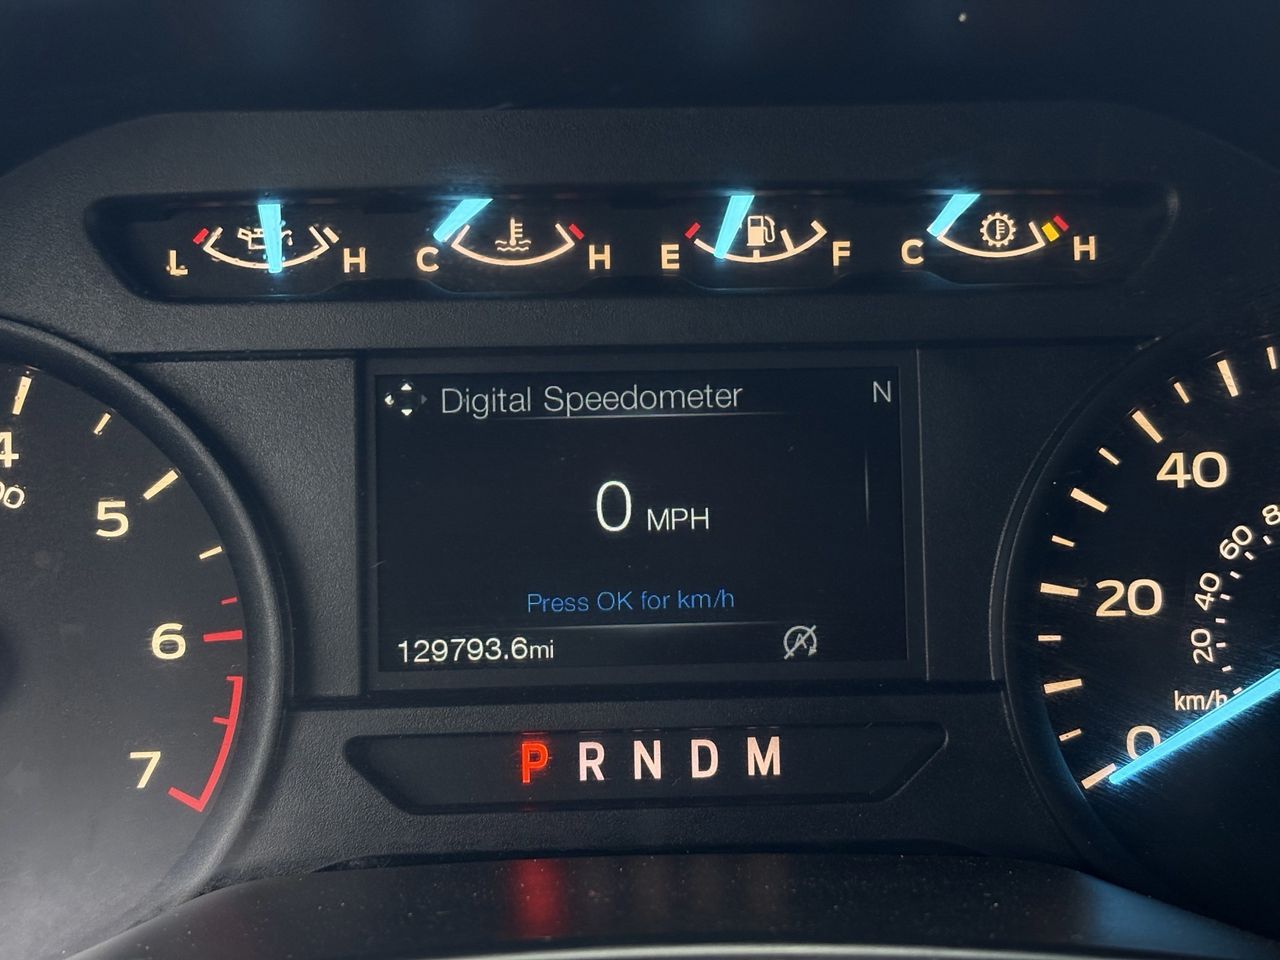 L H C H E F C H
Digital Speedometer N
0 MPH
Press OK for km/h
129793.6mi
P R N D M
4
5
6
7
40
20
0
80
60
40
20
km/h